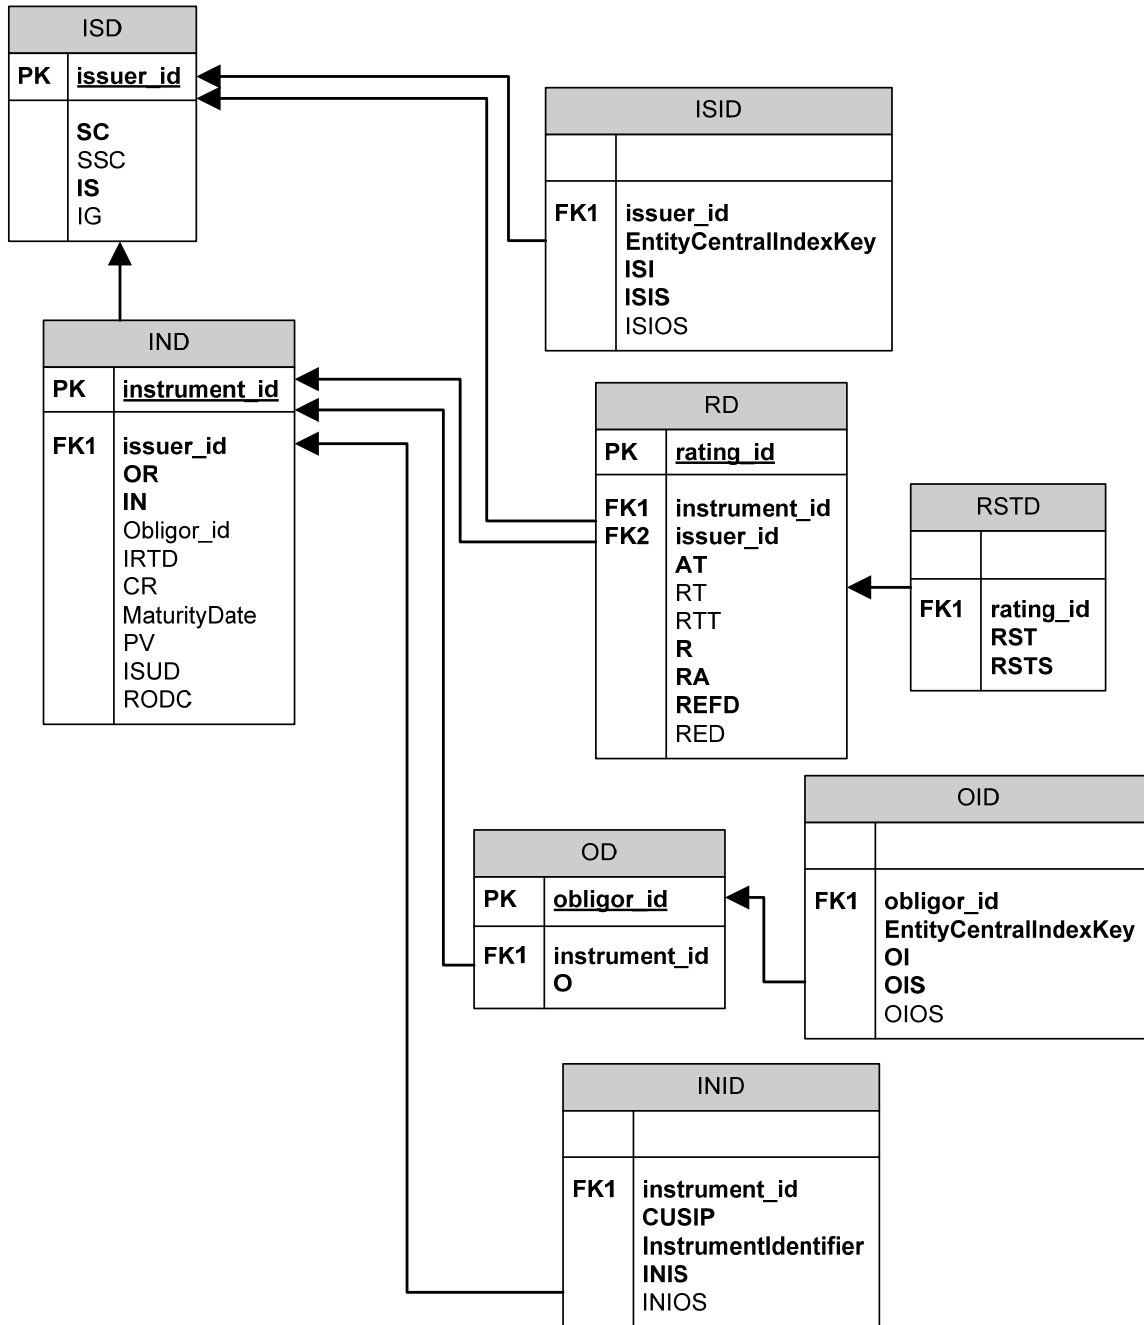 ISD
PK issuer_id
SC
SSC
IS
IG
ISID
FK1 issuer_id
EntityCentralIndexKey
ISI
ISIS
ISIOS
IND
PK instrument_id
FK1 issuer_id
OR
IN
Obligor_id
IRTD
CR
MaturityDate
PV
ISUD
RODC
RD
PK rating_id
FK1 instrument_id
FK2 issuer_id
AT
RT
RTT
R
RA
REFD
RED
RSTD
FK1 rating_id
RST
RSTS
OID
FK1 obligor_id
EntityCentralIndexKey
OI
OIS
OIOS
OD
PK obligor_id
FK1 instrument_id
O
INID
FK1 instrument_id
CUSIP
InstrumentIdentifier
INIS
INIOS